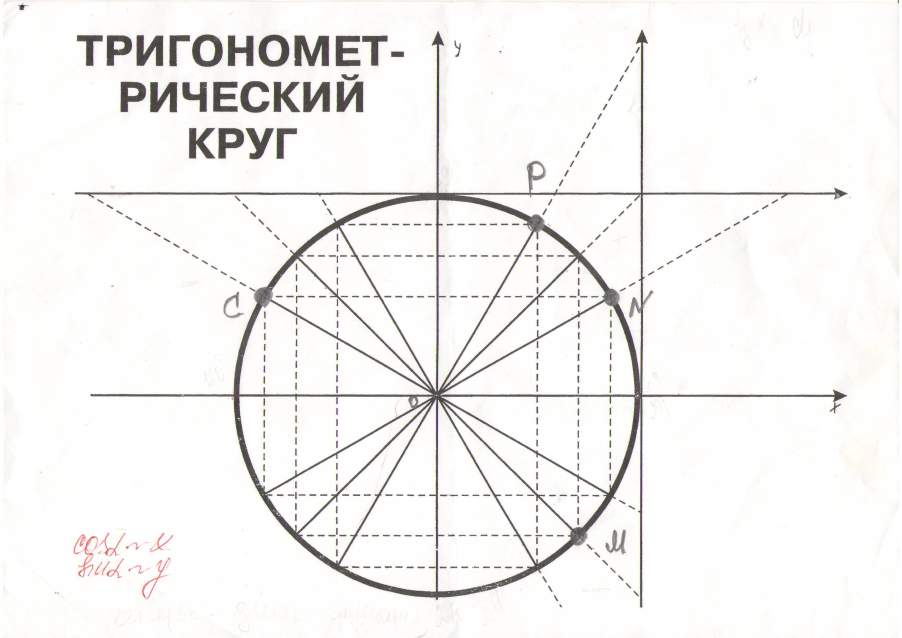 ТРИГОНОМЕТ-
РИЧЕСКИЙ
КРУГ
y
P
C
N
O
x
M
cosα ~ x
sinα ~ y